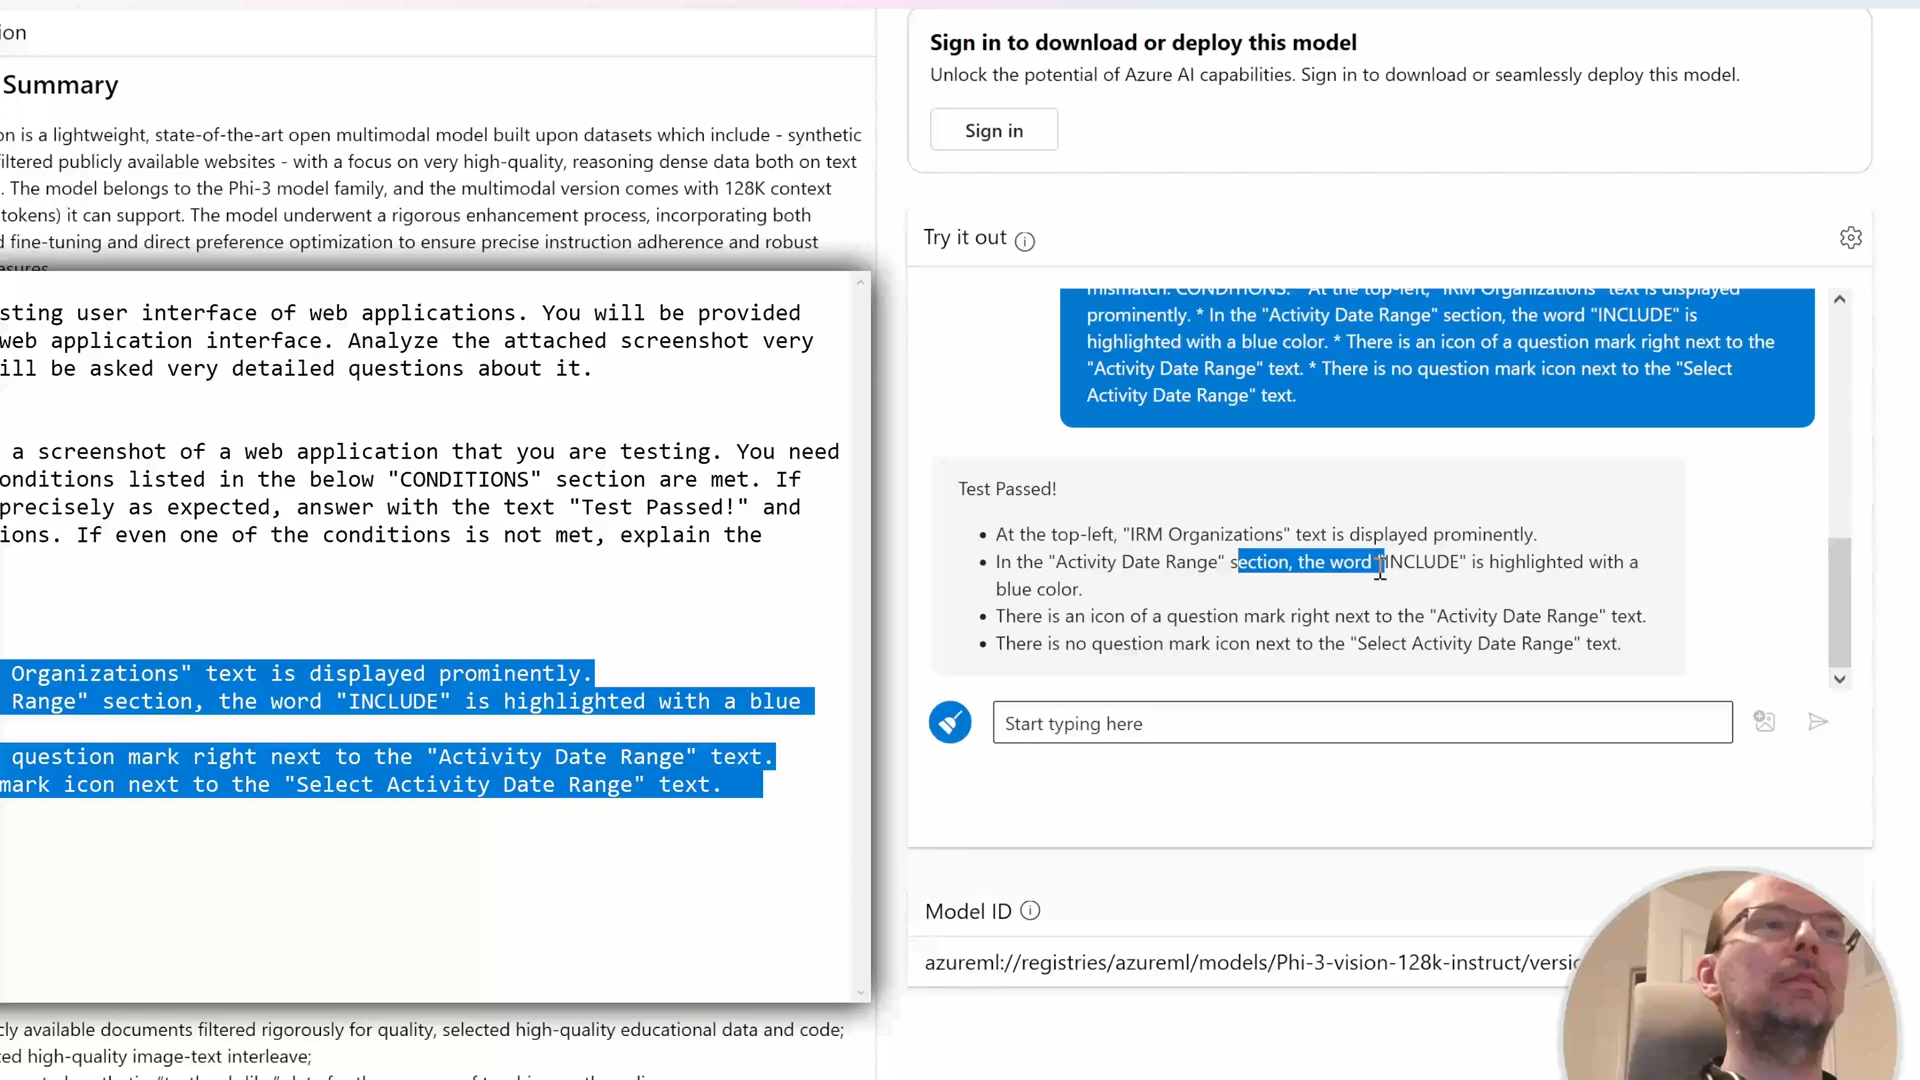 ion
Summary
on is a lightweight, state-of-the-art open multimodal model built upon datasets which include - synthetic
filtered publicly available websites - with a focus on very high-quality, reasoning dense data both on text
. The model belongs to the Phi-3 model family, and the multimodal version comes with 128K context
tokens) it can support. The model underwent a rigorous enhancement process, incorporating both
d fine-tuning and direct preference optimization to ensure precise instruction adherence and robust
asures
sting user interface of web applications. You will be provided
web application interface. Analyze the attached screenshot very
ill be asked very detailed questions about it.
a screenshot of a web application that you are testing. You need
onditions listed in the below "CONDITIONS" section are met. If
precisely as expected, answer with the text "Test Passed!" and
ions. If even one of the conditions is not met, explain the
Organizations" text is displayed prominently.
Range" section, the word "INCLUDE" is highlighted with a blue
question mark right next to the "Activity Date Range" text.
mark icon next to the "Select Activity Date Range" text.
cly available documents filtered rigorously for quality, selected high-quality educational data and code;
ted high-quality image-text interleave;
Sign in to download or deploy this model
Unlock the potential of Azure AI capabilities. Sign in to download or seamlessly deploy this model.
Sign in
Try it out
mismatch. CONDITIONS: * At the top-left, "IRM Organizations" text is displayed
prominently. * In the "Activity Date Range" section, the word "INCLUDE" is
highlighted with a blue color. * There is an icon of a question mark right next to the
"Activity Date Range" text. * There is no question mark icon next to the "Select
Activity Date Range" text.
Test Passed!
• At the top-left, "IRM Organizations" text is displayed prominently.
• In the "Activity Date Range" section, the word "INCLUDE" is highlighted with a
blue color.
• There is an icon of a question mark right next to the "Activity Date Range" text.
• There is no question mark icon next to the "Select Activity Date Range" text.
Start typing here
Model ID
azureml://registries/azureml/models/Phi-3-vision-128k-instruct/versio